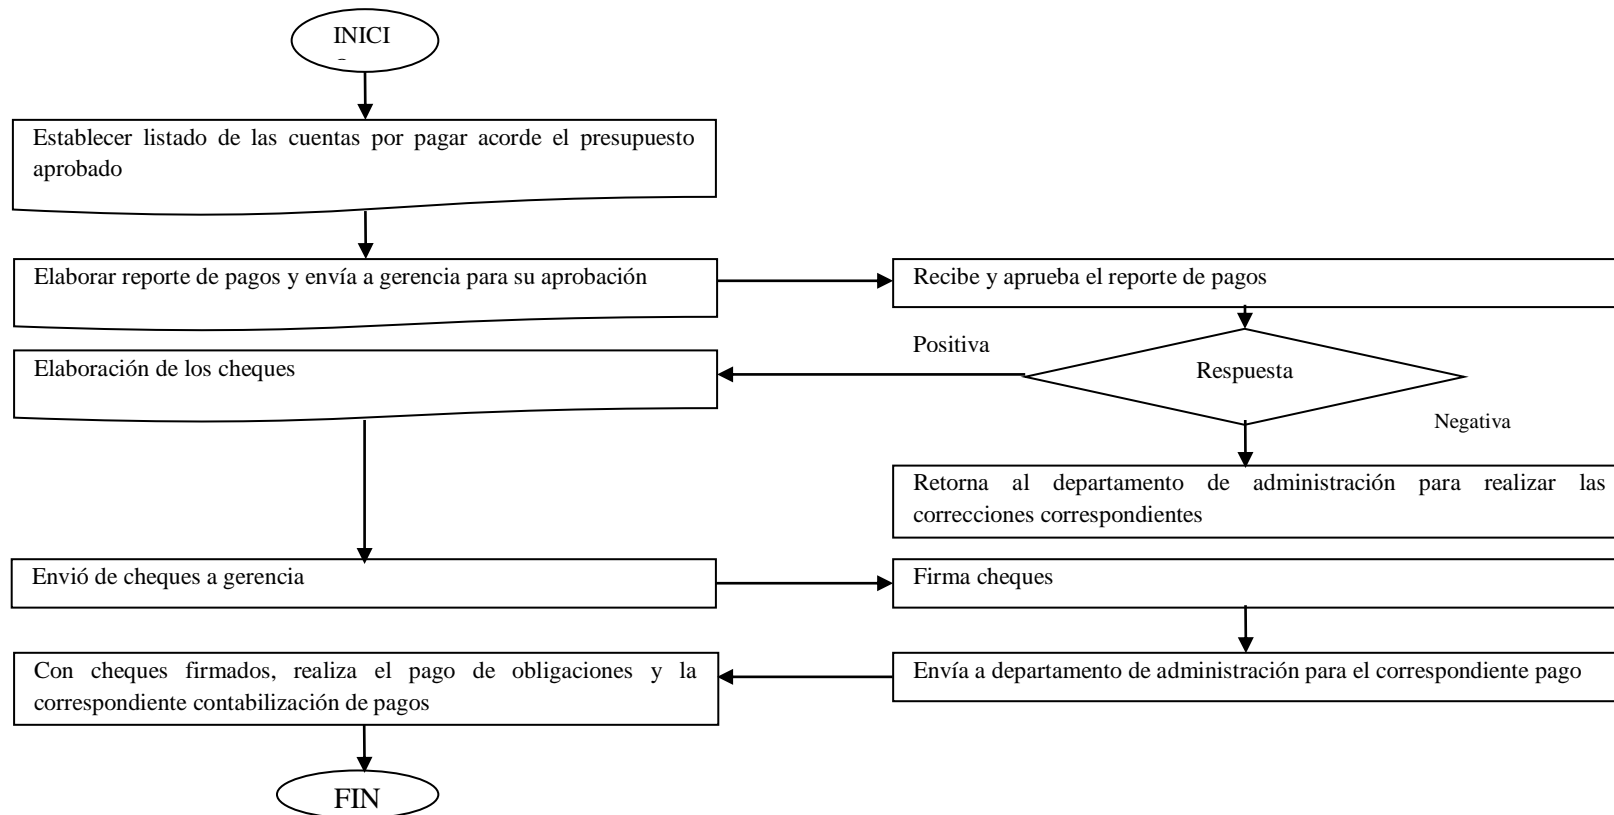 INICI
Establecer listado de las cuentas por pagar acorde el presupuesto
aprobado
Elaborar reporte de pagos y envía a gerencia para su aprobación
Recibe y aprueba el reporte de pagos
Positiva
Elaboración de los cheques
Respuesta
Negativa
Retorna al departamento de administración para realizar las
correcciones correspondientes
Envió de cheques a gerencia
Firma cheques
Con cheques firmados, realiza el pago de obligaciones y la
correspondiente contabilización de pagos
Envía a departamento de administración para el correspondiente pago
FIN